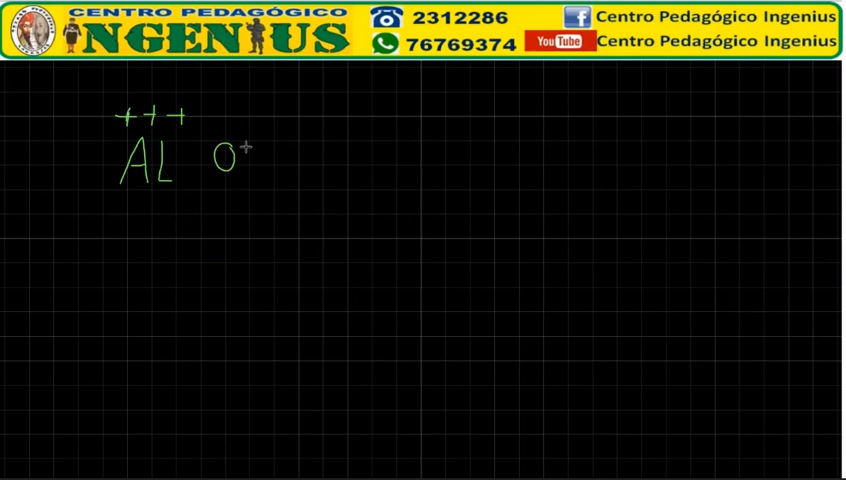 CENTRO PEDAGÓGICO
INGENIUS
2312286
76769374
Centro Pedagógico Ingenius
YouTube Centro Pedagógico Ingenius
+++
AL O